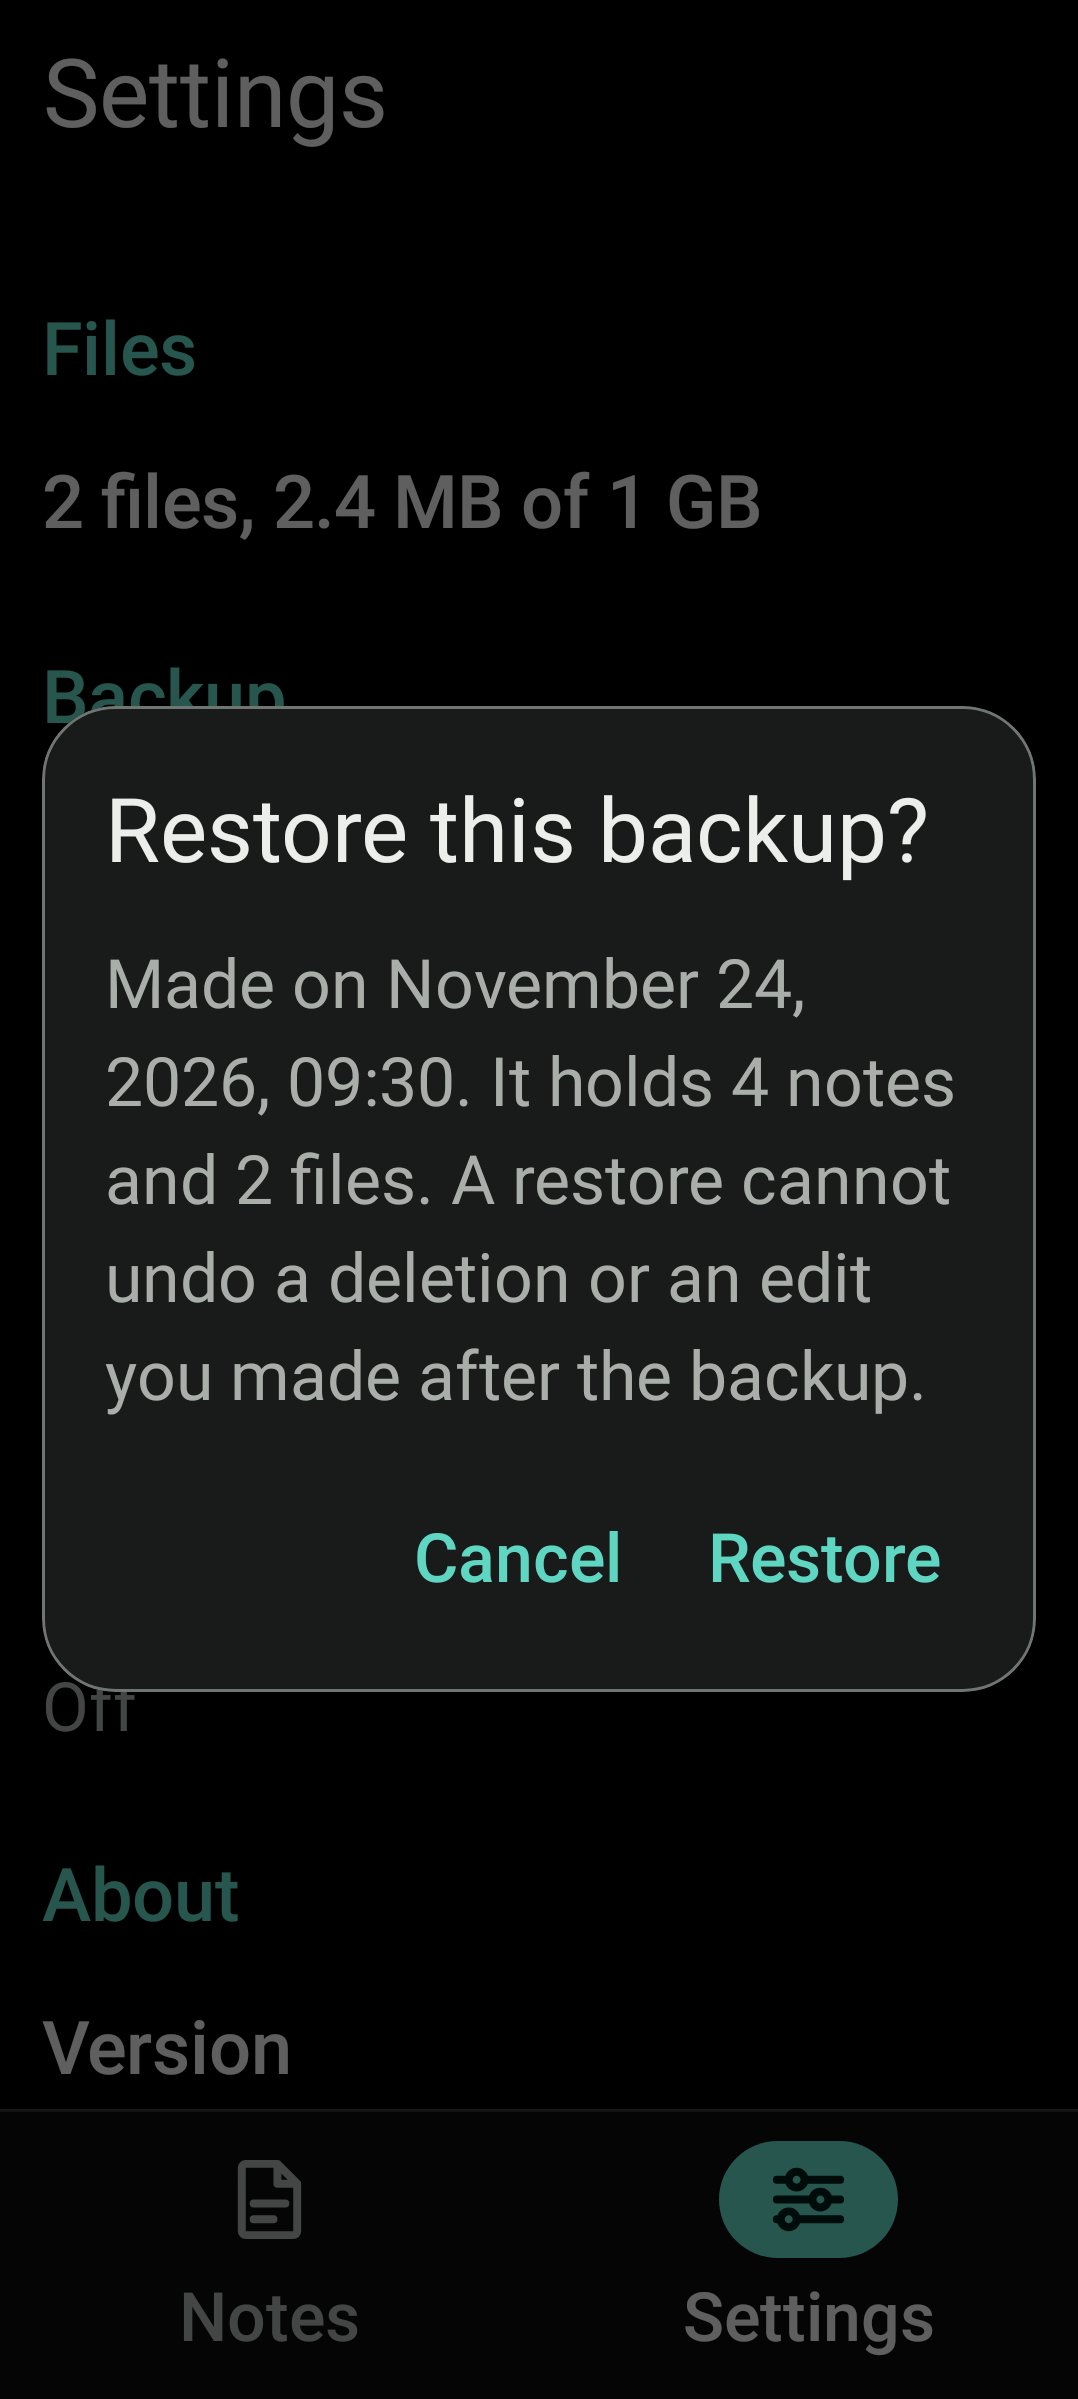 Settings
Files
2 files, 2.4 MB of 1 GB
Backup
Restore this backup?
Made on November 24,
2026, 09:30. It holds 4 notes
and 2 files. A restore cannot
undo a deletion or an edit
you made after the backup.
Cancel Restore
Off
About
Version
Notes Settings